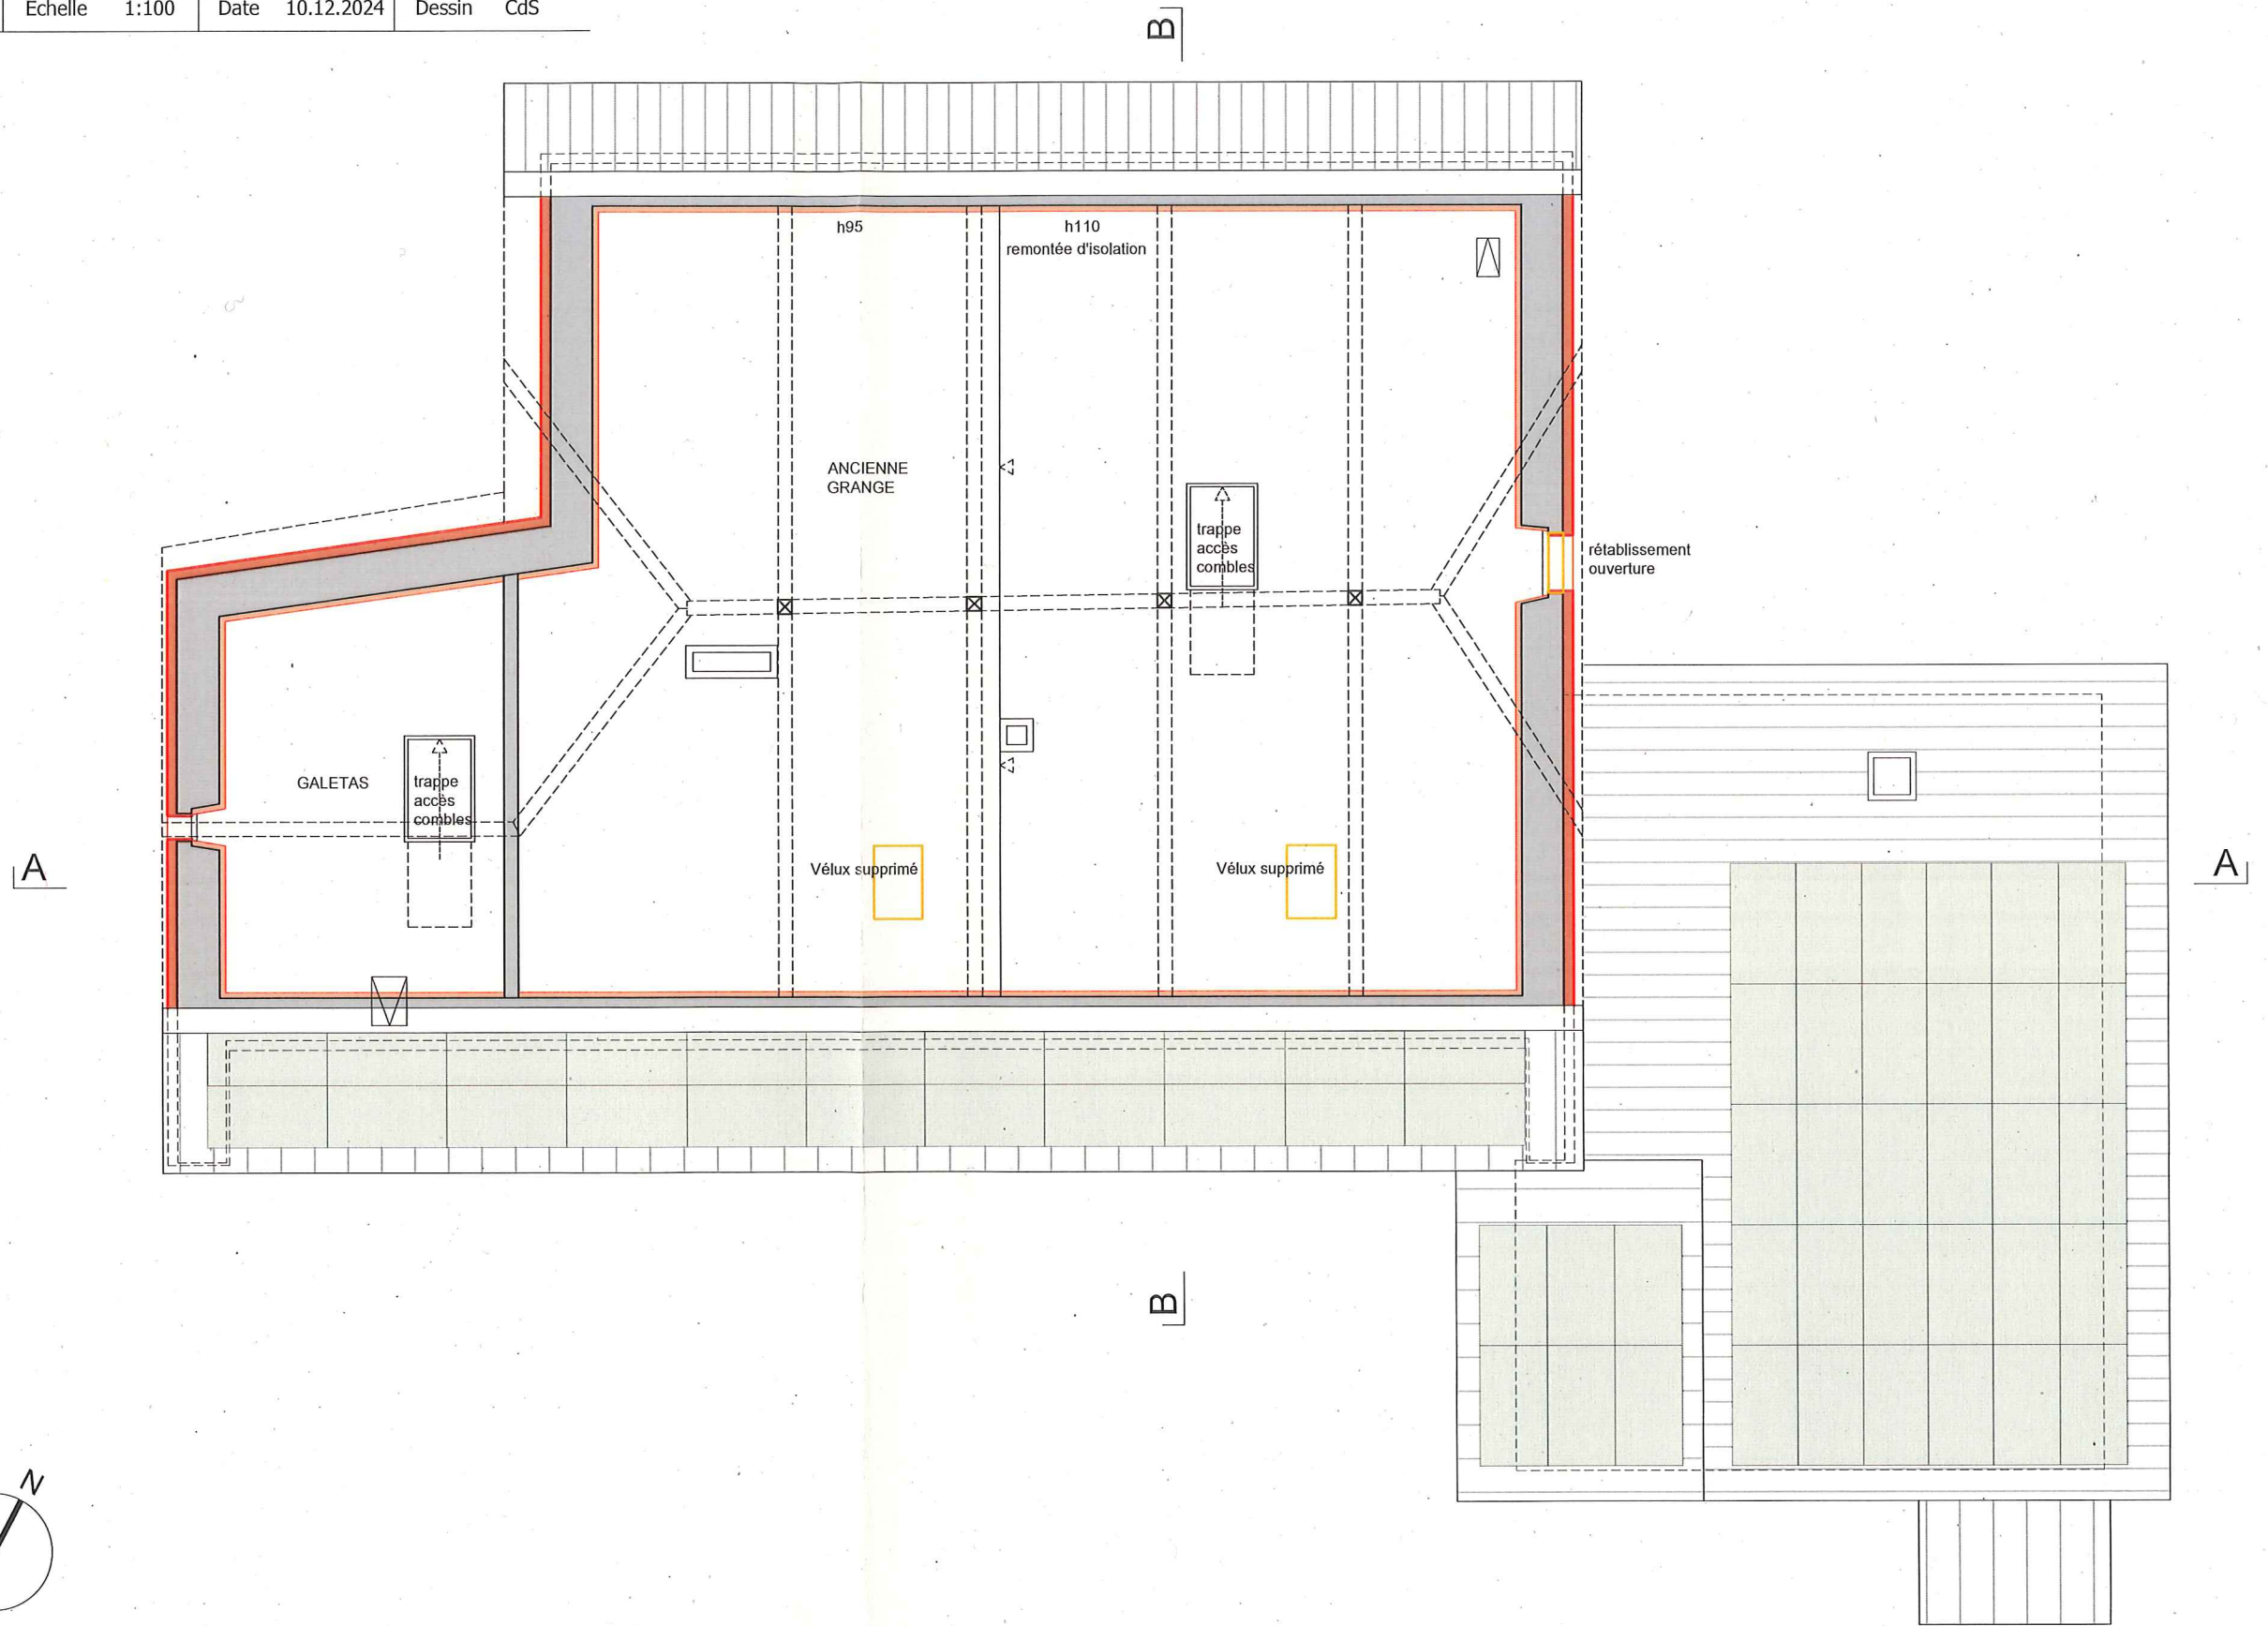 Echelle 1:100 Date 10.12.2024 Dessin CdS
B
h95
h110
remontée d'isolation
ANCIENNE
GRANGE
trappe
accès
combles
rétablissement
ouverture
GALETAS
trappe
accès
combles
Vélux supprimé
Vélux supprimé
A
A
B
N